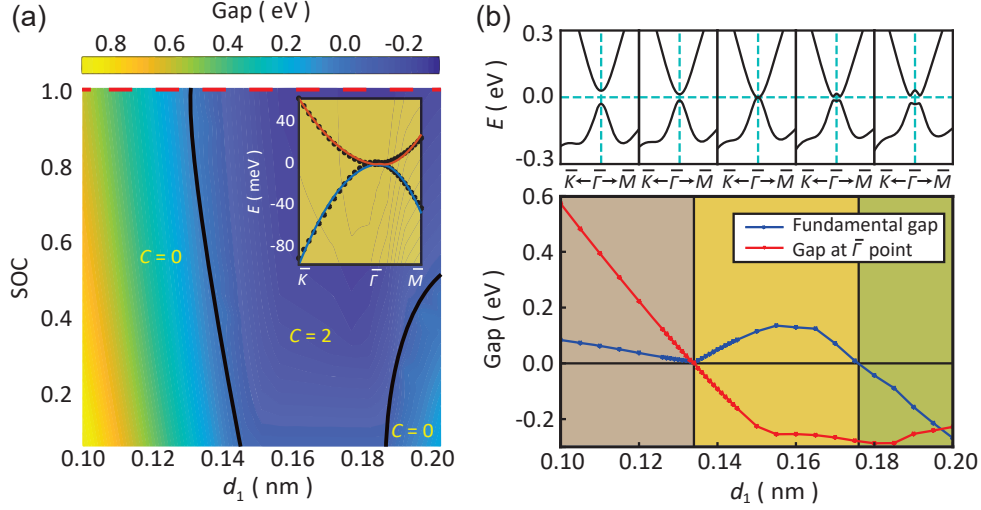 (a)
Gap ( eV )
0.8 0.6 0.4 0.2 0.0 -0.2
SOC
1.0
0.8
0.6
0.4
0.2
C = 0
C = 2
C = 0
E ( meV )
40
0
-40
-80
K̅ Γ̅ M̅
0.10 0.12 0.14 0.16 0.18 0.20
d₁ ( nm )
(b)
E ( eV )
0.3
0.0
-0.3
K̅←Γ̅→M̅ K̅←Γ̅→M̅ K̅←Γ̅→M̅ K̅←Γ̅→M̅ K̅←Γ̅→M̅
Gap ( eV )
0.6
0.4
0.2
0.0
-0.2
Fundamental gap
Gap at Γ̅ point
0.10 0.12 0.14 0.16 0.18 0.20
d₁ ( nm )